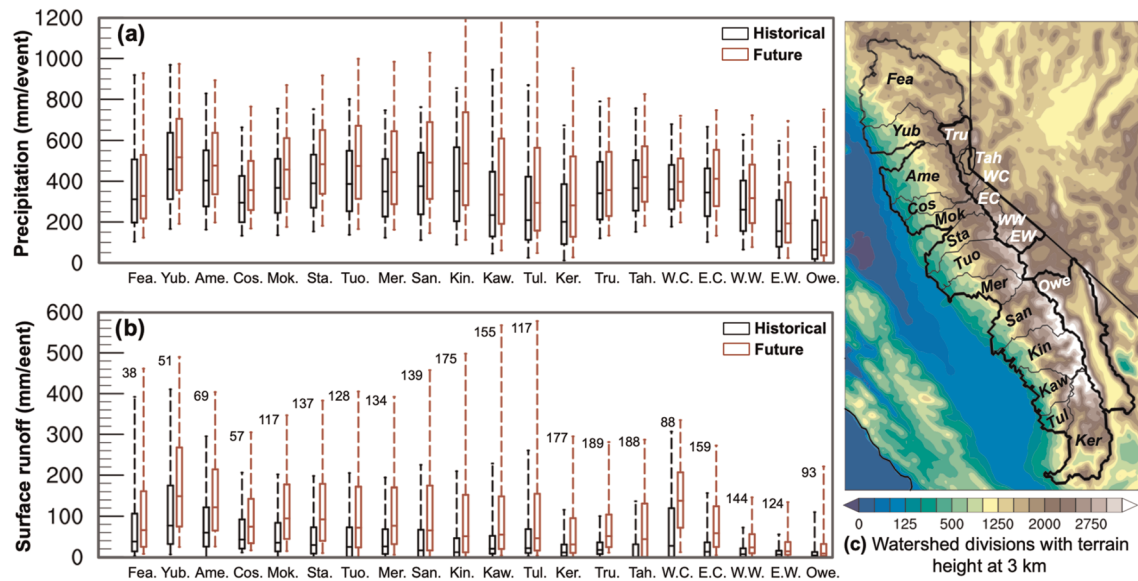 (a)
Historical
Future
Precipitation (mm/event)
1200
1000
800
600
400
200
0
Fea. Yub. Ame. Cos. Mok. Sta. Tuo. Mer. San. Kin. Kaw. Tul. Ker. Tru. Tah. W.C. E.C. W.W. E.W. Owe.
(b)
Historical
Future
Surface runoff (mm/eent)
600
500
400
300
200
100
0
38 51 69 57 117 137 128 134 139 175 155 117 177 189 188 88 159 144 124 93
Fea. Yub. Ame. Cos. Mok. Sta. Tuo. Mer. San. Kin. Kaw. Tul. Ker. Tru. Tah. W.C. E.C. W.W. E.W. Owe.
Fea
Yub
Tru
Tah
Ame
WC
Cos
EC
Mok
WW
Sta
EW
Tuo
Mer
Owe
San
Kin
Kaw
Tul
Ker
0 125 500 1250 2000 2750
(c) Watershed divisions with terrain
height at 3 km